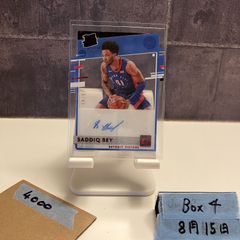 SADDIQ BEY
DETROIT PISTONS
4000
Box 4
8月15日